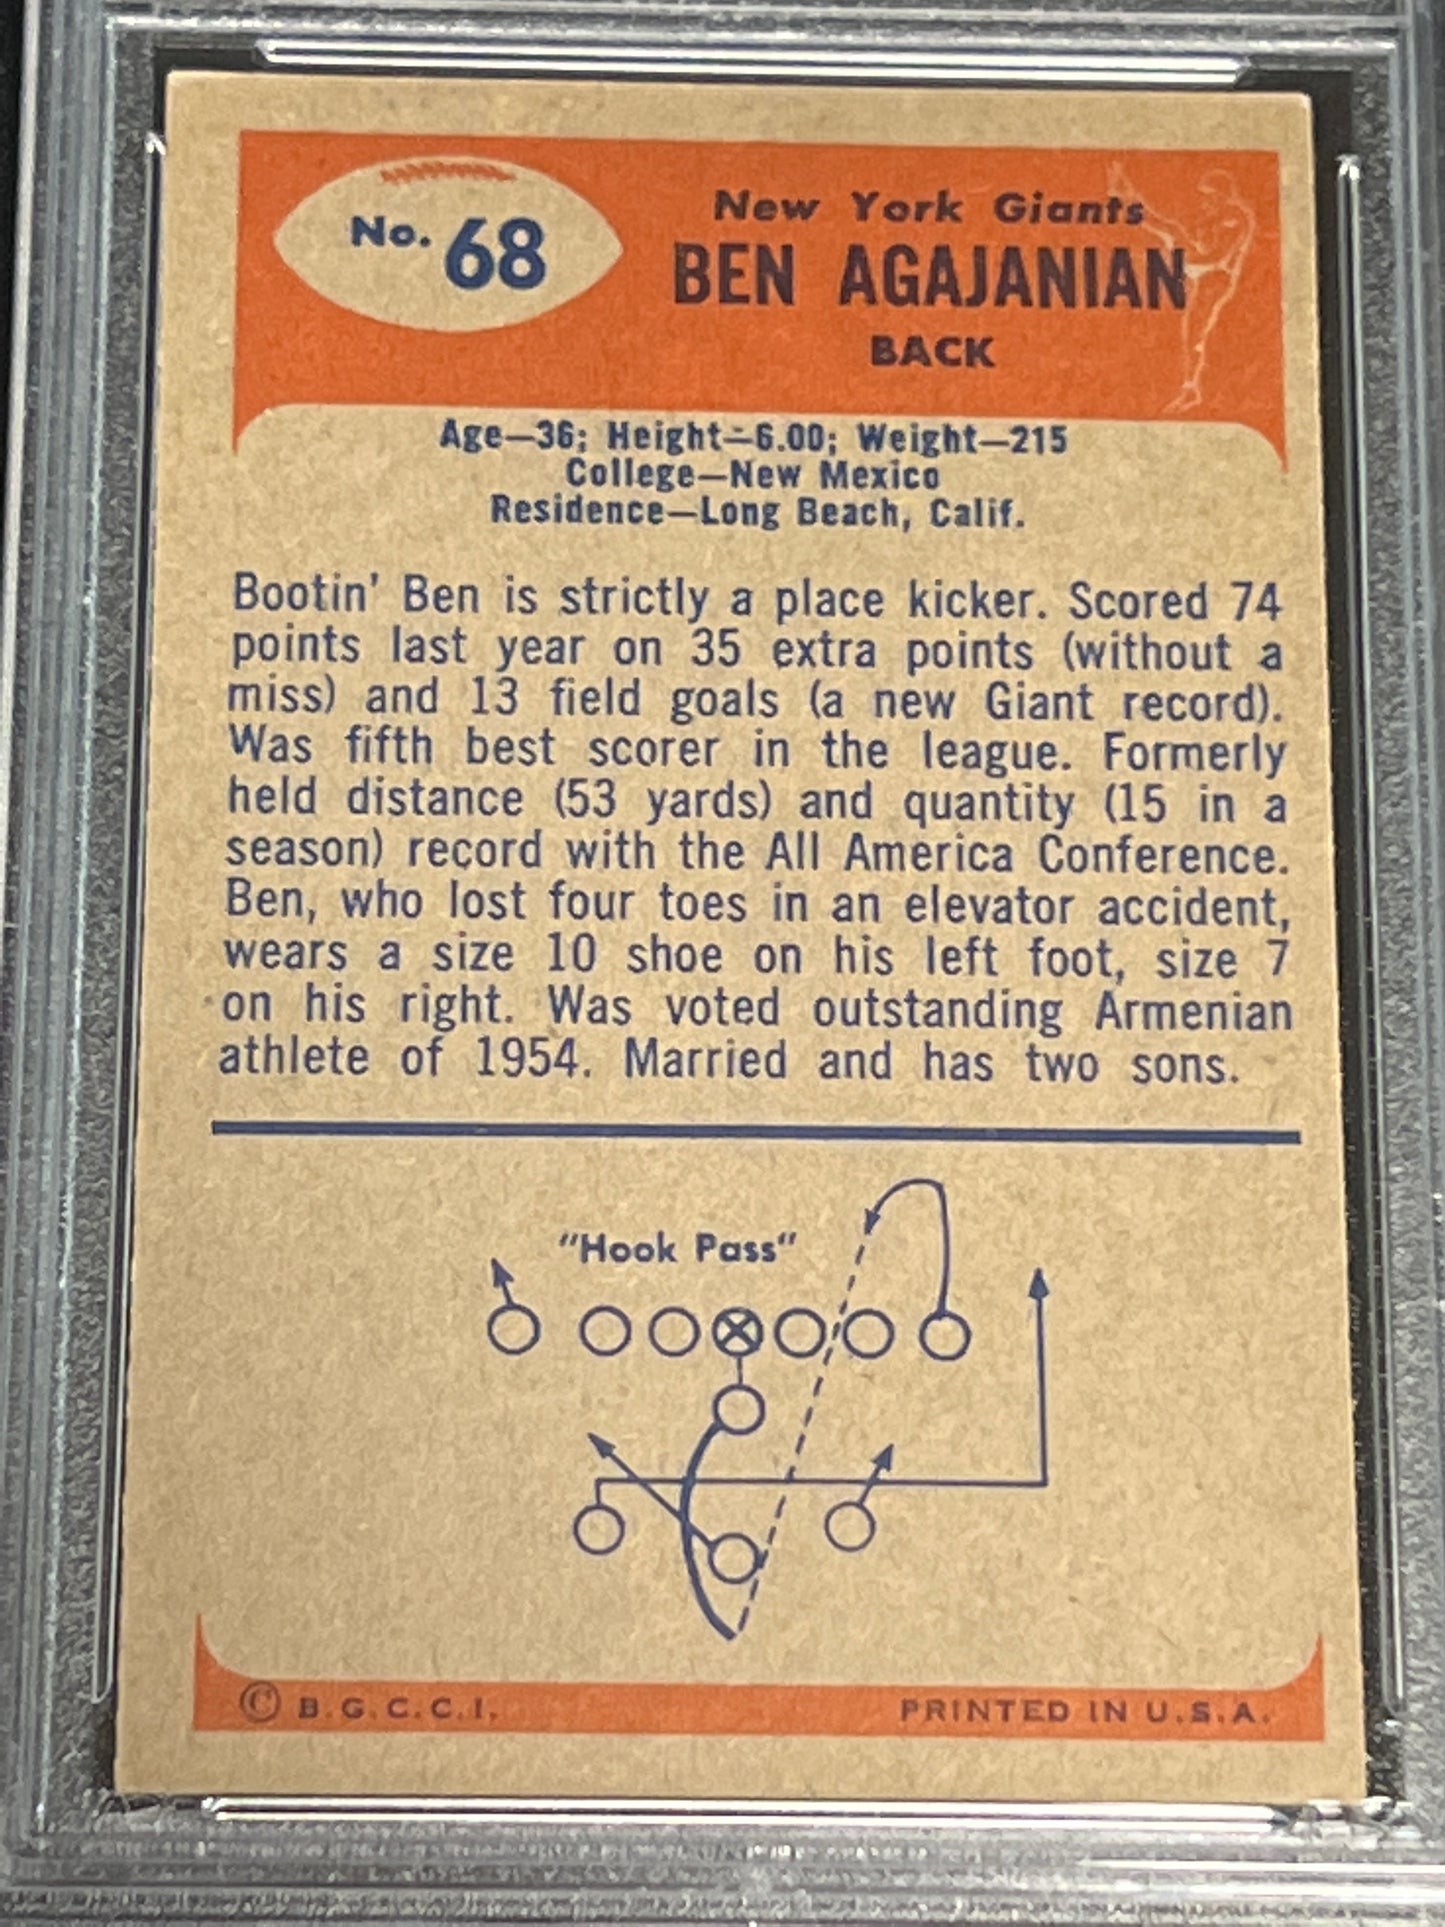 No. 68
New York Giants
BEN AGAJANIAN
BACK
Age—36; Height—6.00; Weight—215
College—New Mexico
Residence—Long Beach, Calif.
Bootin' Ben is strictly a place kicker. Scored 74
points last year on 35 extra points (without a
miss) and 13 field goals (a new Giant record).
Was fifth best scorer in the league. Formerly
held distance (53 yards) and quantity (15 in a
season) record with the All America Conference.
Ben, who lost four toes in an elevator accident,
wears a size 10 shoe on his left foot, size 7
on his right. Was voted outstanding Armenian
athlete of 1954. Married and has two sons.
"Hook Pass"
© B.G.C.C.I. PRINTED IN U.S.A.